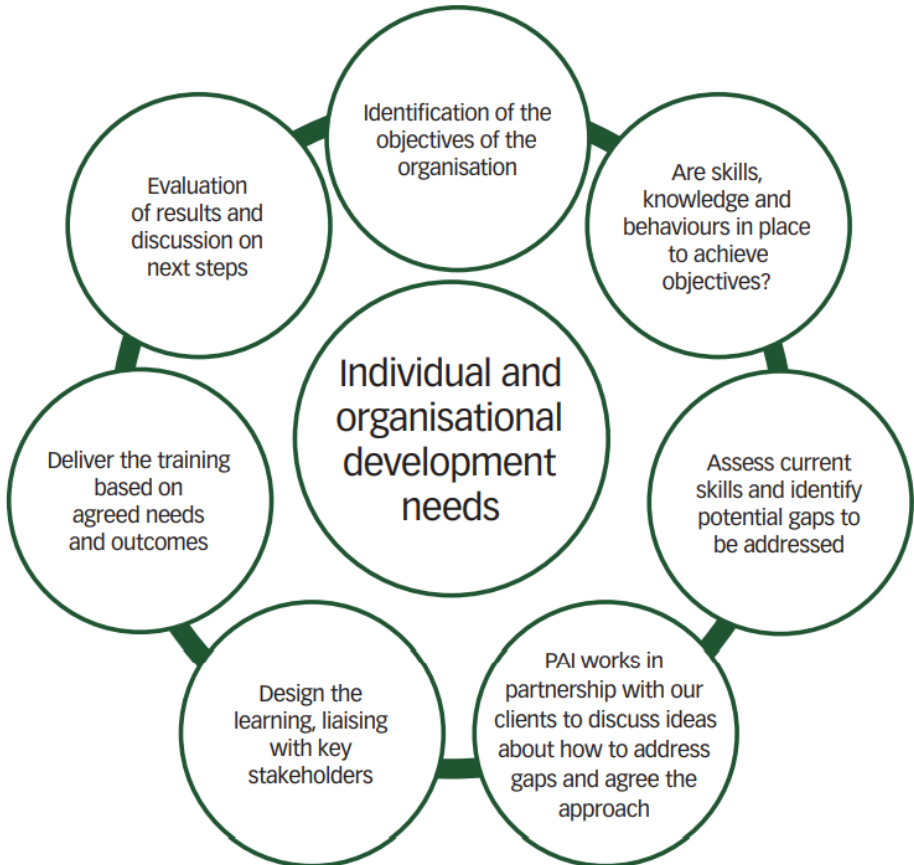 Identification of the
objectives of the
organisation
Are skills,
knowledge and
behaviours in place
to achieve
objectives?
Assess current
skills and identify
potential gaps to
be addressed
PAI works in
partnership with our
clients to discuss ideas
about how to address
gaps and agree the
approach
Design the
learning, liaising
with key
stakeholders
Deliver the training
based on
agreed needs
and outcomes
Evaluation
of results and
discussion on
next steps
Individual and
organisational
development
needs